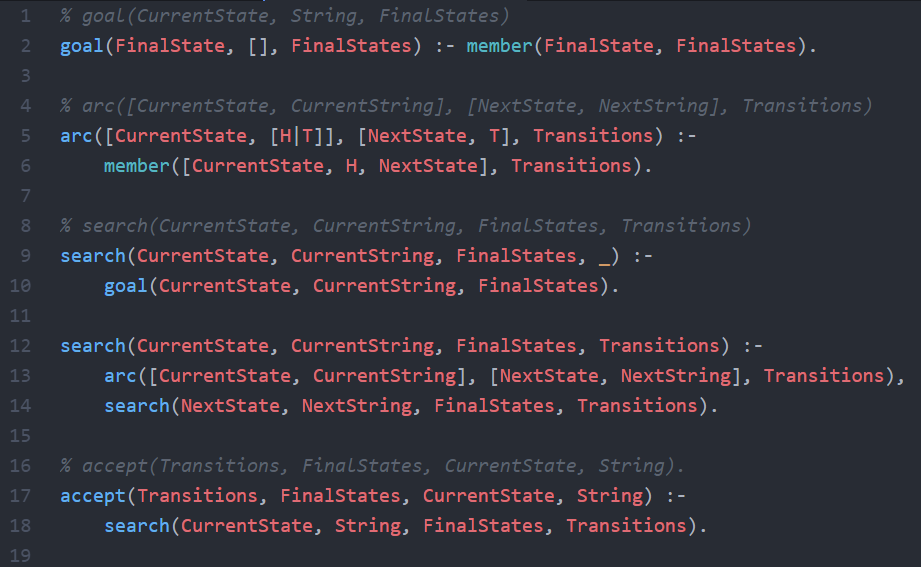 1 % goal(CurrentState, String, FinalStates)
2 goal(FinalState, [], FinalStates) :- member(FinalState, FinalStates).
3
4 % arc([CurrentState, CurrentString], [NextState, NextString], Transitions)
5 arc([CurrentState, [H|T]], [NextState, T], Transitions) :-
6     member([CurrentState, H, NextState], Transitions).
7
8 % search(CurrentState, CurrentString, FinalStates, Transitions)
9 search(CurrentState, CurrentString, FinalStates, _) :-
10     goal(CurrentState, CurrentString, FinalStates).
11
12 search(CurrentState, CurrentString, FinalStates, Transitions) :-
13     arc([CurrentState, CurrentString], [NextState, NextString], Transitions),
14     search(NextState, NextString, FinalStates, Transitions).
15
16 % accept(Transitions, FinalStates, CurrentState, String).
17 accept(Transitions, FinalStates, CurrentState, String) :-
18     search(CurrentState, String, FinalStates, Transitions).
19